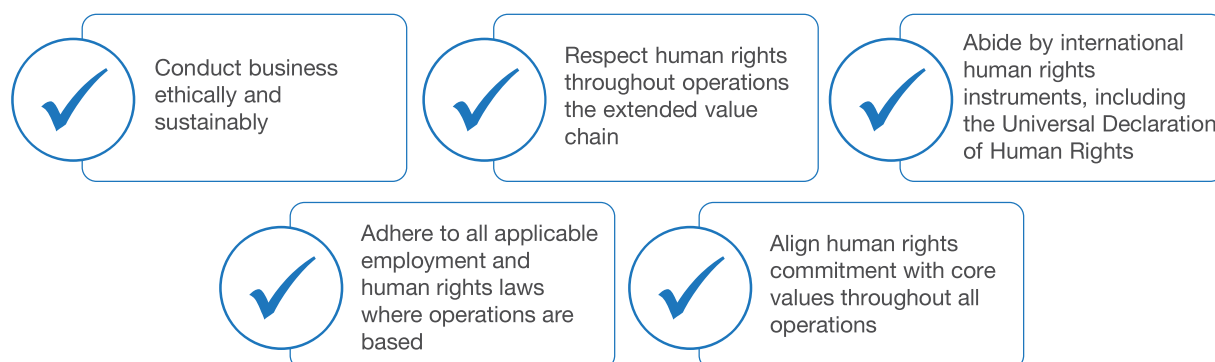 Conduct business
ethically and
sustainably
Respect human rights
throughout operations
the extended value
chain
Abide by international
human rights
instruments, including
the Universal Declaration
of Human Rights
Adhere to all applicable
employment and
human rights laws
where operations are
based
Align human rights
commitment with core
values throughout all
operations